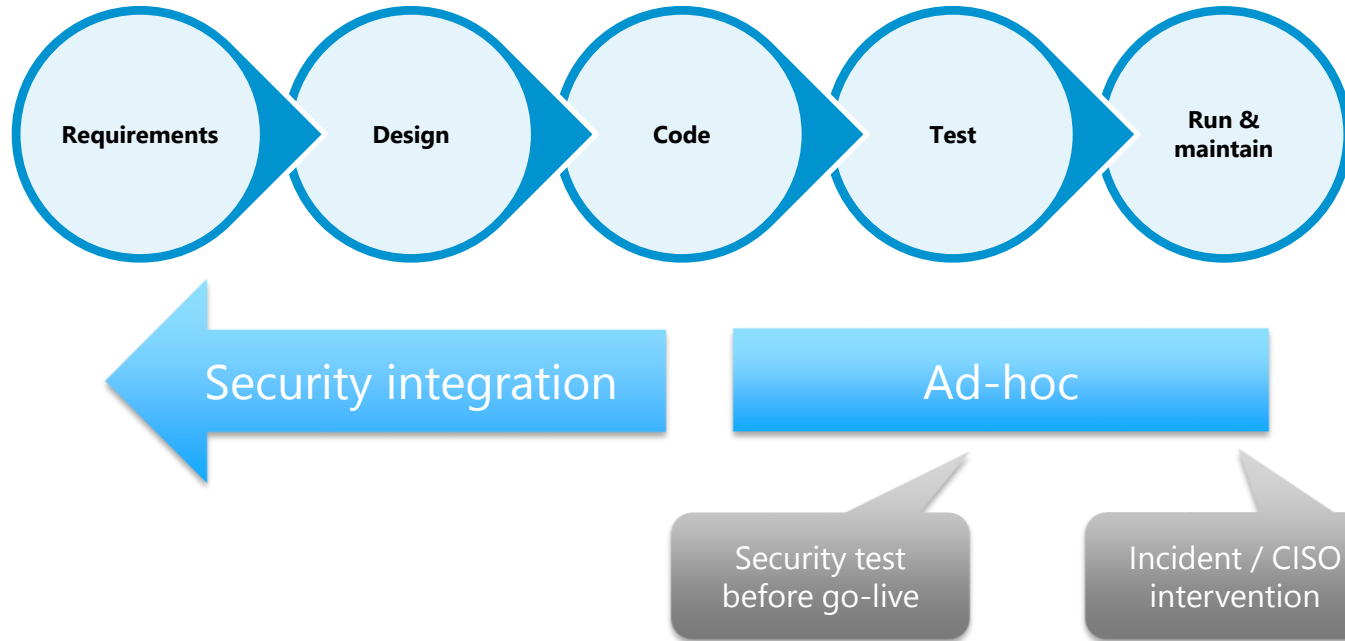 Requirements
Design
Code
Test
Run &
maintain
Security integration
Ad-hoc
Security test
before go-live
Incident / CISO
intervention